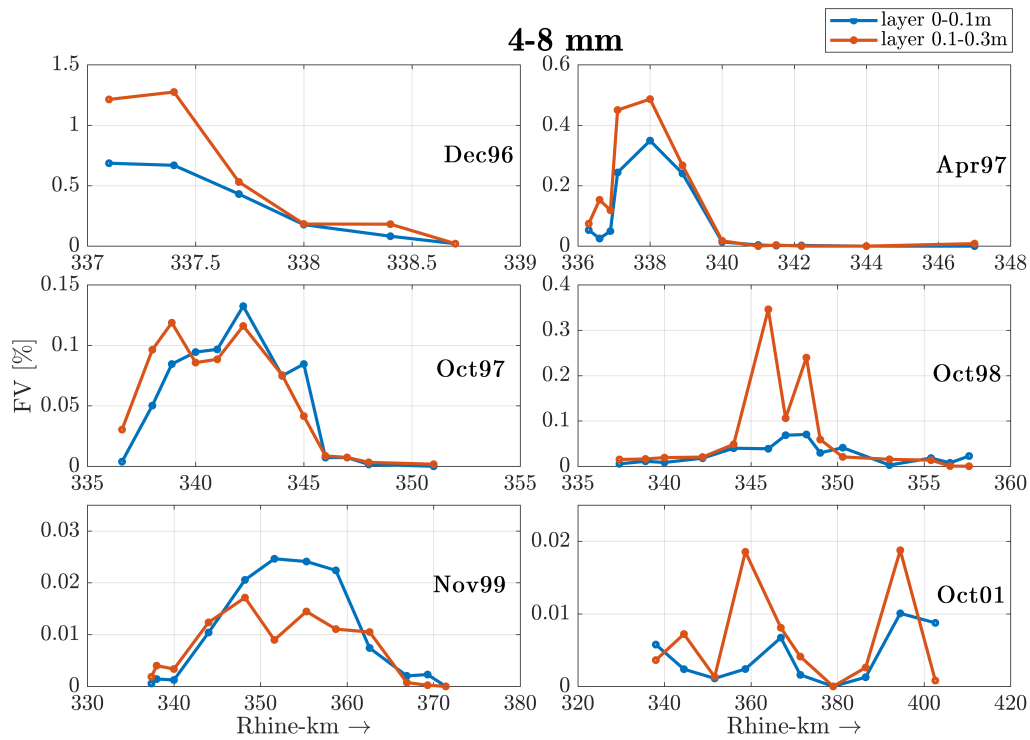 4-8 mm
layer 0-0.1m
layer 0.1-0.3m
1.5
1
0.5
0
337 337.5 338 338.5 339
Dec96
0.6
0.4
0.2
0
336 338 340 342 344 346 348
Apr97
0.15
0.1
0.05
0
335 340 345 350 355
Oct97
FV [%]
0.4
0.3
0.2
0.1
0
335 340 345 350 355 360
Oct98
0.03
0.02
0.01
0
330 340 350 360 370 380
Nov99
Rhine-km →
0.02
0.01
0
320 340 360 380 400 420
Oct01
Rhine-km →